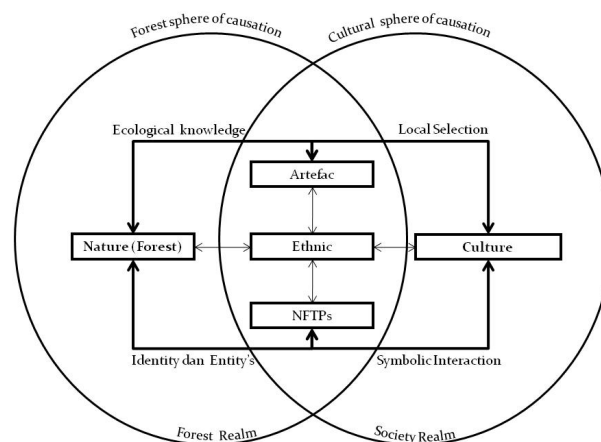 Forest sphere of causation
Cultural sphere of causation
Ecological knowledge
Local Selection
Artefac
Nature (Forest)
Ethnic
Culture
NFTPs
Identity dan Entity's
Symbolic Interaction
Forest Realm
Society Realm